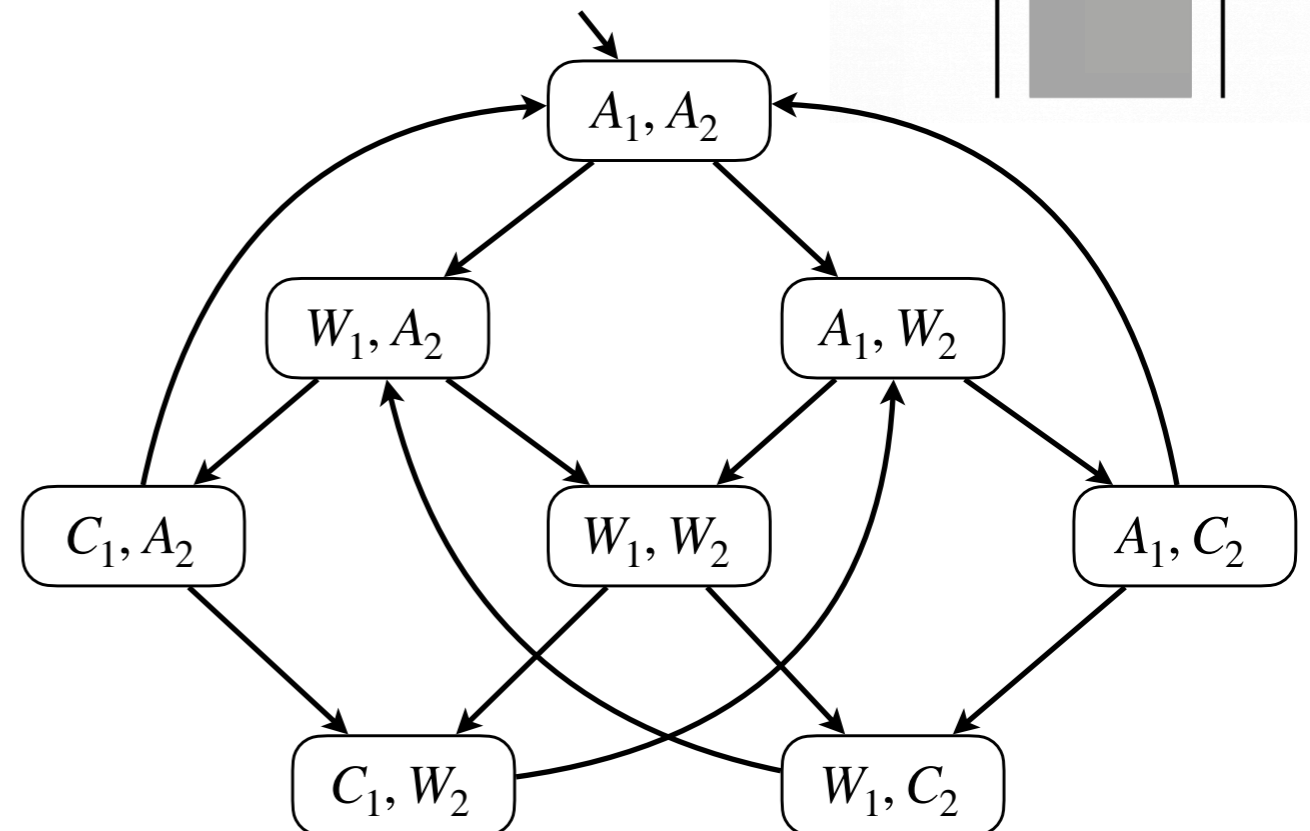 A₁, A₂
W₁, A₂
A₁, W₂
C₁, A₂
W₁, W₂
A₁, C₂
C₁, W₂
W₁, C₂